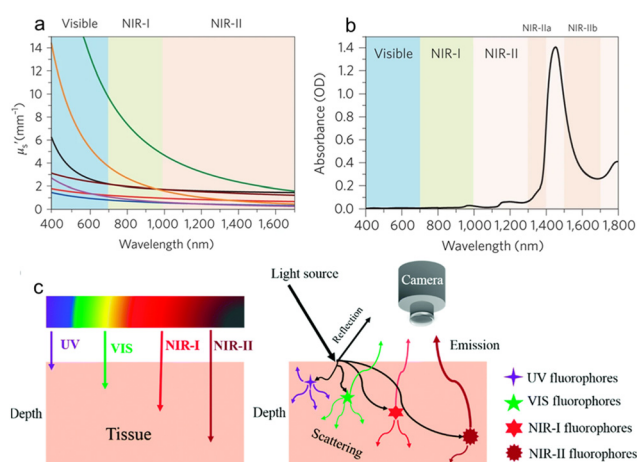 a
Visible NIR-I NIR-II
14
12
10
8
6
4
2
0
μs'(mm⁻¹)
400 600 800 1,000 1,200 1,400 1,600
Wavelength (nm)
b
NIR-IIa NIR-IIb
Visible NIR-I NIR-II
1.4
1.2
1.0
0.8
0.6
0.4
0.2
0.0
Absorbance (OD)
400 600 800 1,000 1,200 1,400 1,600 1,800
Wavelength (nm)
c
UV VIS NIR-I NIR-II
Depth
Tissue
Light source
Reflection
Camera
Emission
Depth
Scattering
UV fluorophores
VIS fluorophores
NIR-I fluorophores
NIR-II fluorophores